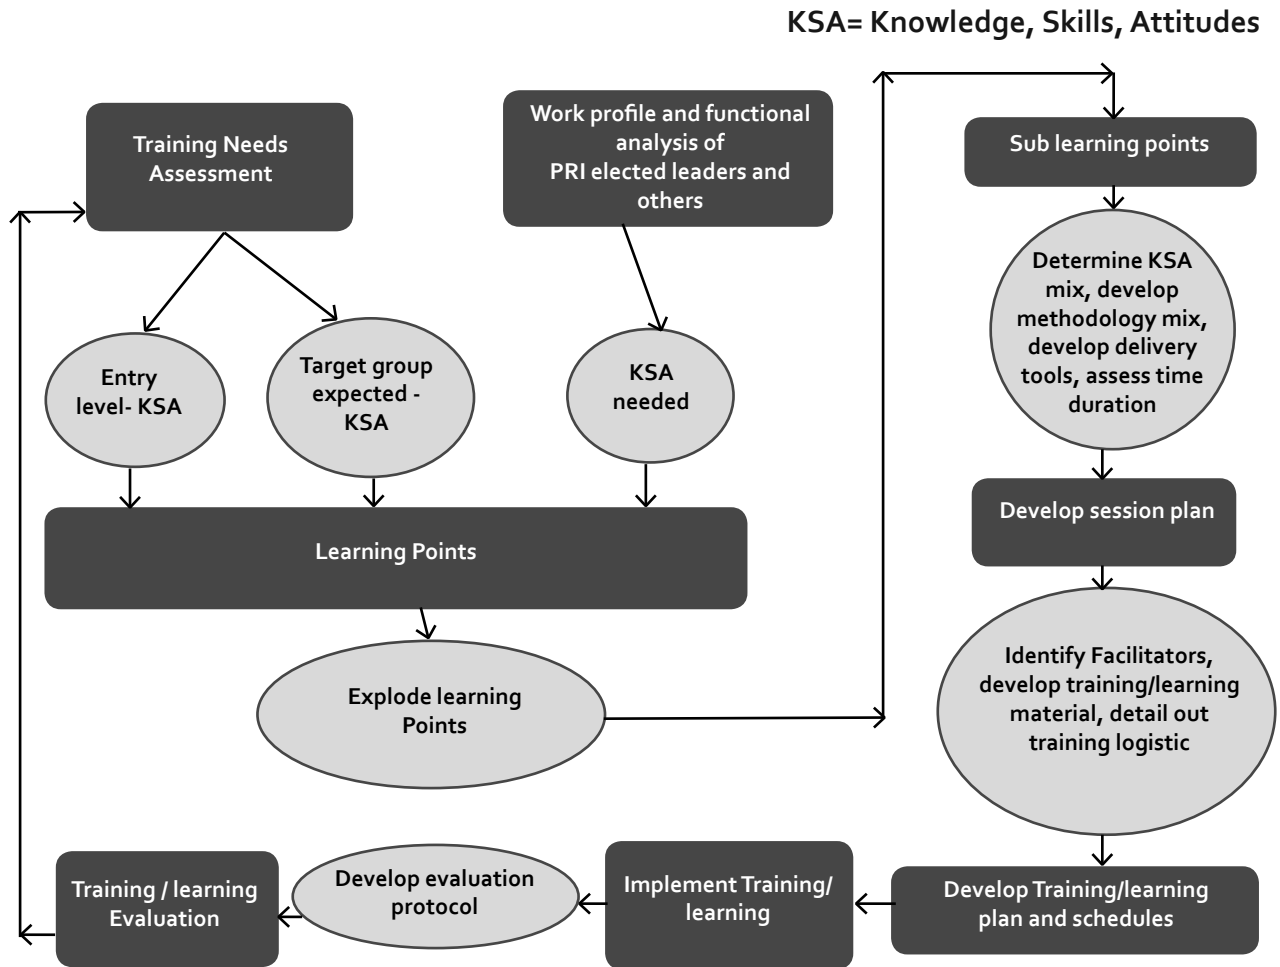 KSA= Knowledge, Skills, Attitudes
Training Needs
Assessment
Work profile and functional
analysis of
PRI elected leaders and
others
Sub learning points
Determine KSA
mix, develop
methodology mix,
develop delivery
tools, assess time
duration
Entry
level- KSA
Target group
expected -
KSA
KSA
needed
Learning Points
Develop session plan
Explode learning
Points
Identify Facilitators,
develop training/learning
material, detail out
training logistic
Training / learning
Evaluation
Develop evaluation
protocol
Implement Training/
learning
Develop Training/learning
plan and schedules